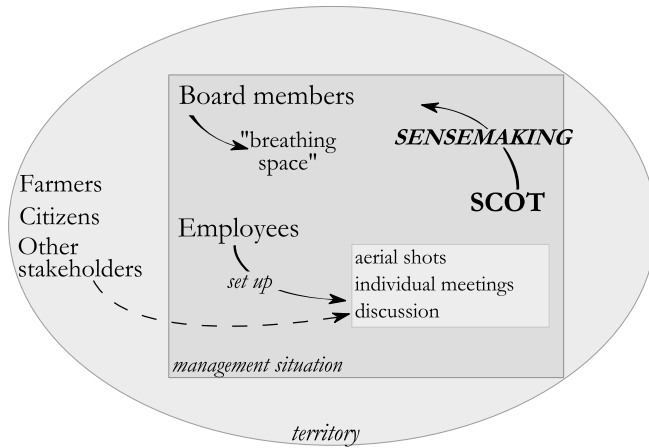 Board members
"breathing
space"
SENSEMAKING
SCOT
Farmers
Citizens
Other
stakeholders
Employees
set up
aerial shots
individual meetings
discussion
management situation
territory